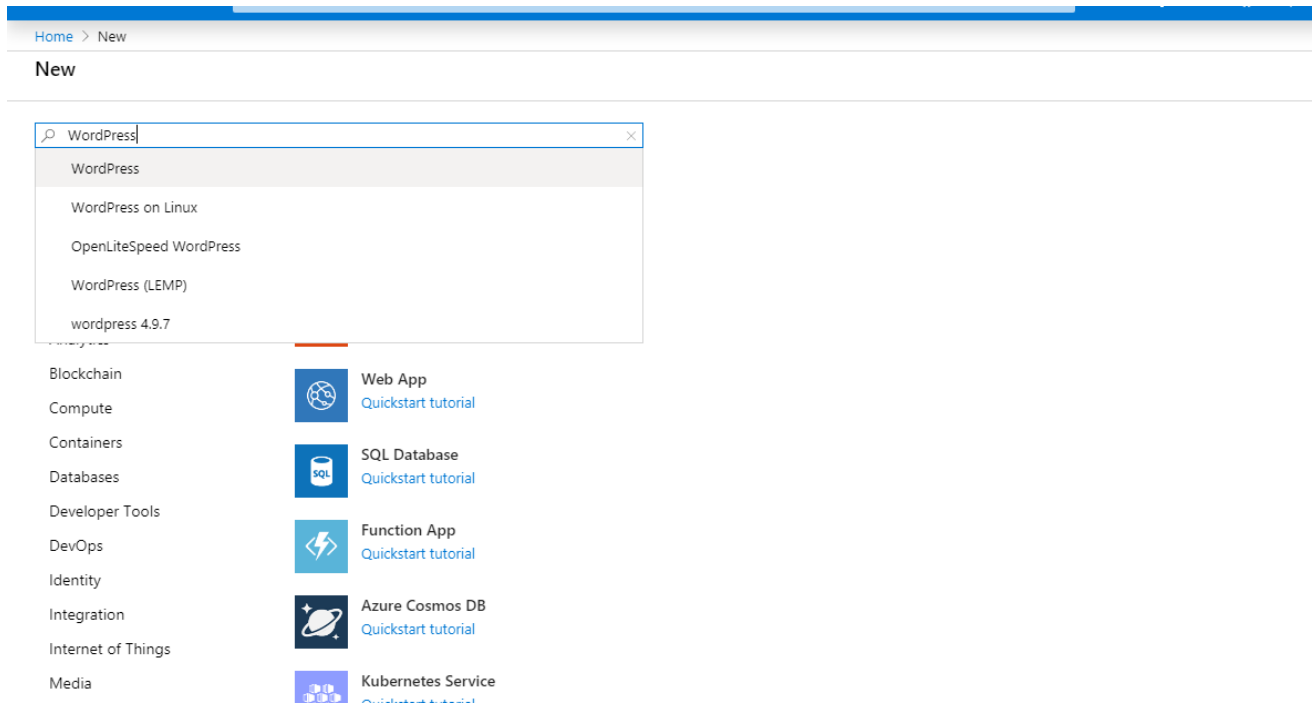 Home > New
New
WordPress
WordPress
WordPress on Linux
OpenLiteSpeed WordPress
WordPress (LEMP)
wordpress 4.9.7
Blockchain
Compute
Containers
Databases
Developer Tools
DevOps
Identity
Integration
Internet of Things
Media
Web App
Quickstart tutorial
SQL Database
Quickstart tutorial
Function App
Quickstart tutorial
Azure Cosmos DB
Quickstart tutorial
Kubernetes Service
Quickstart tutorial